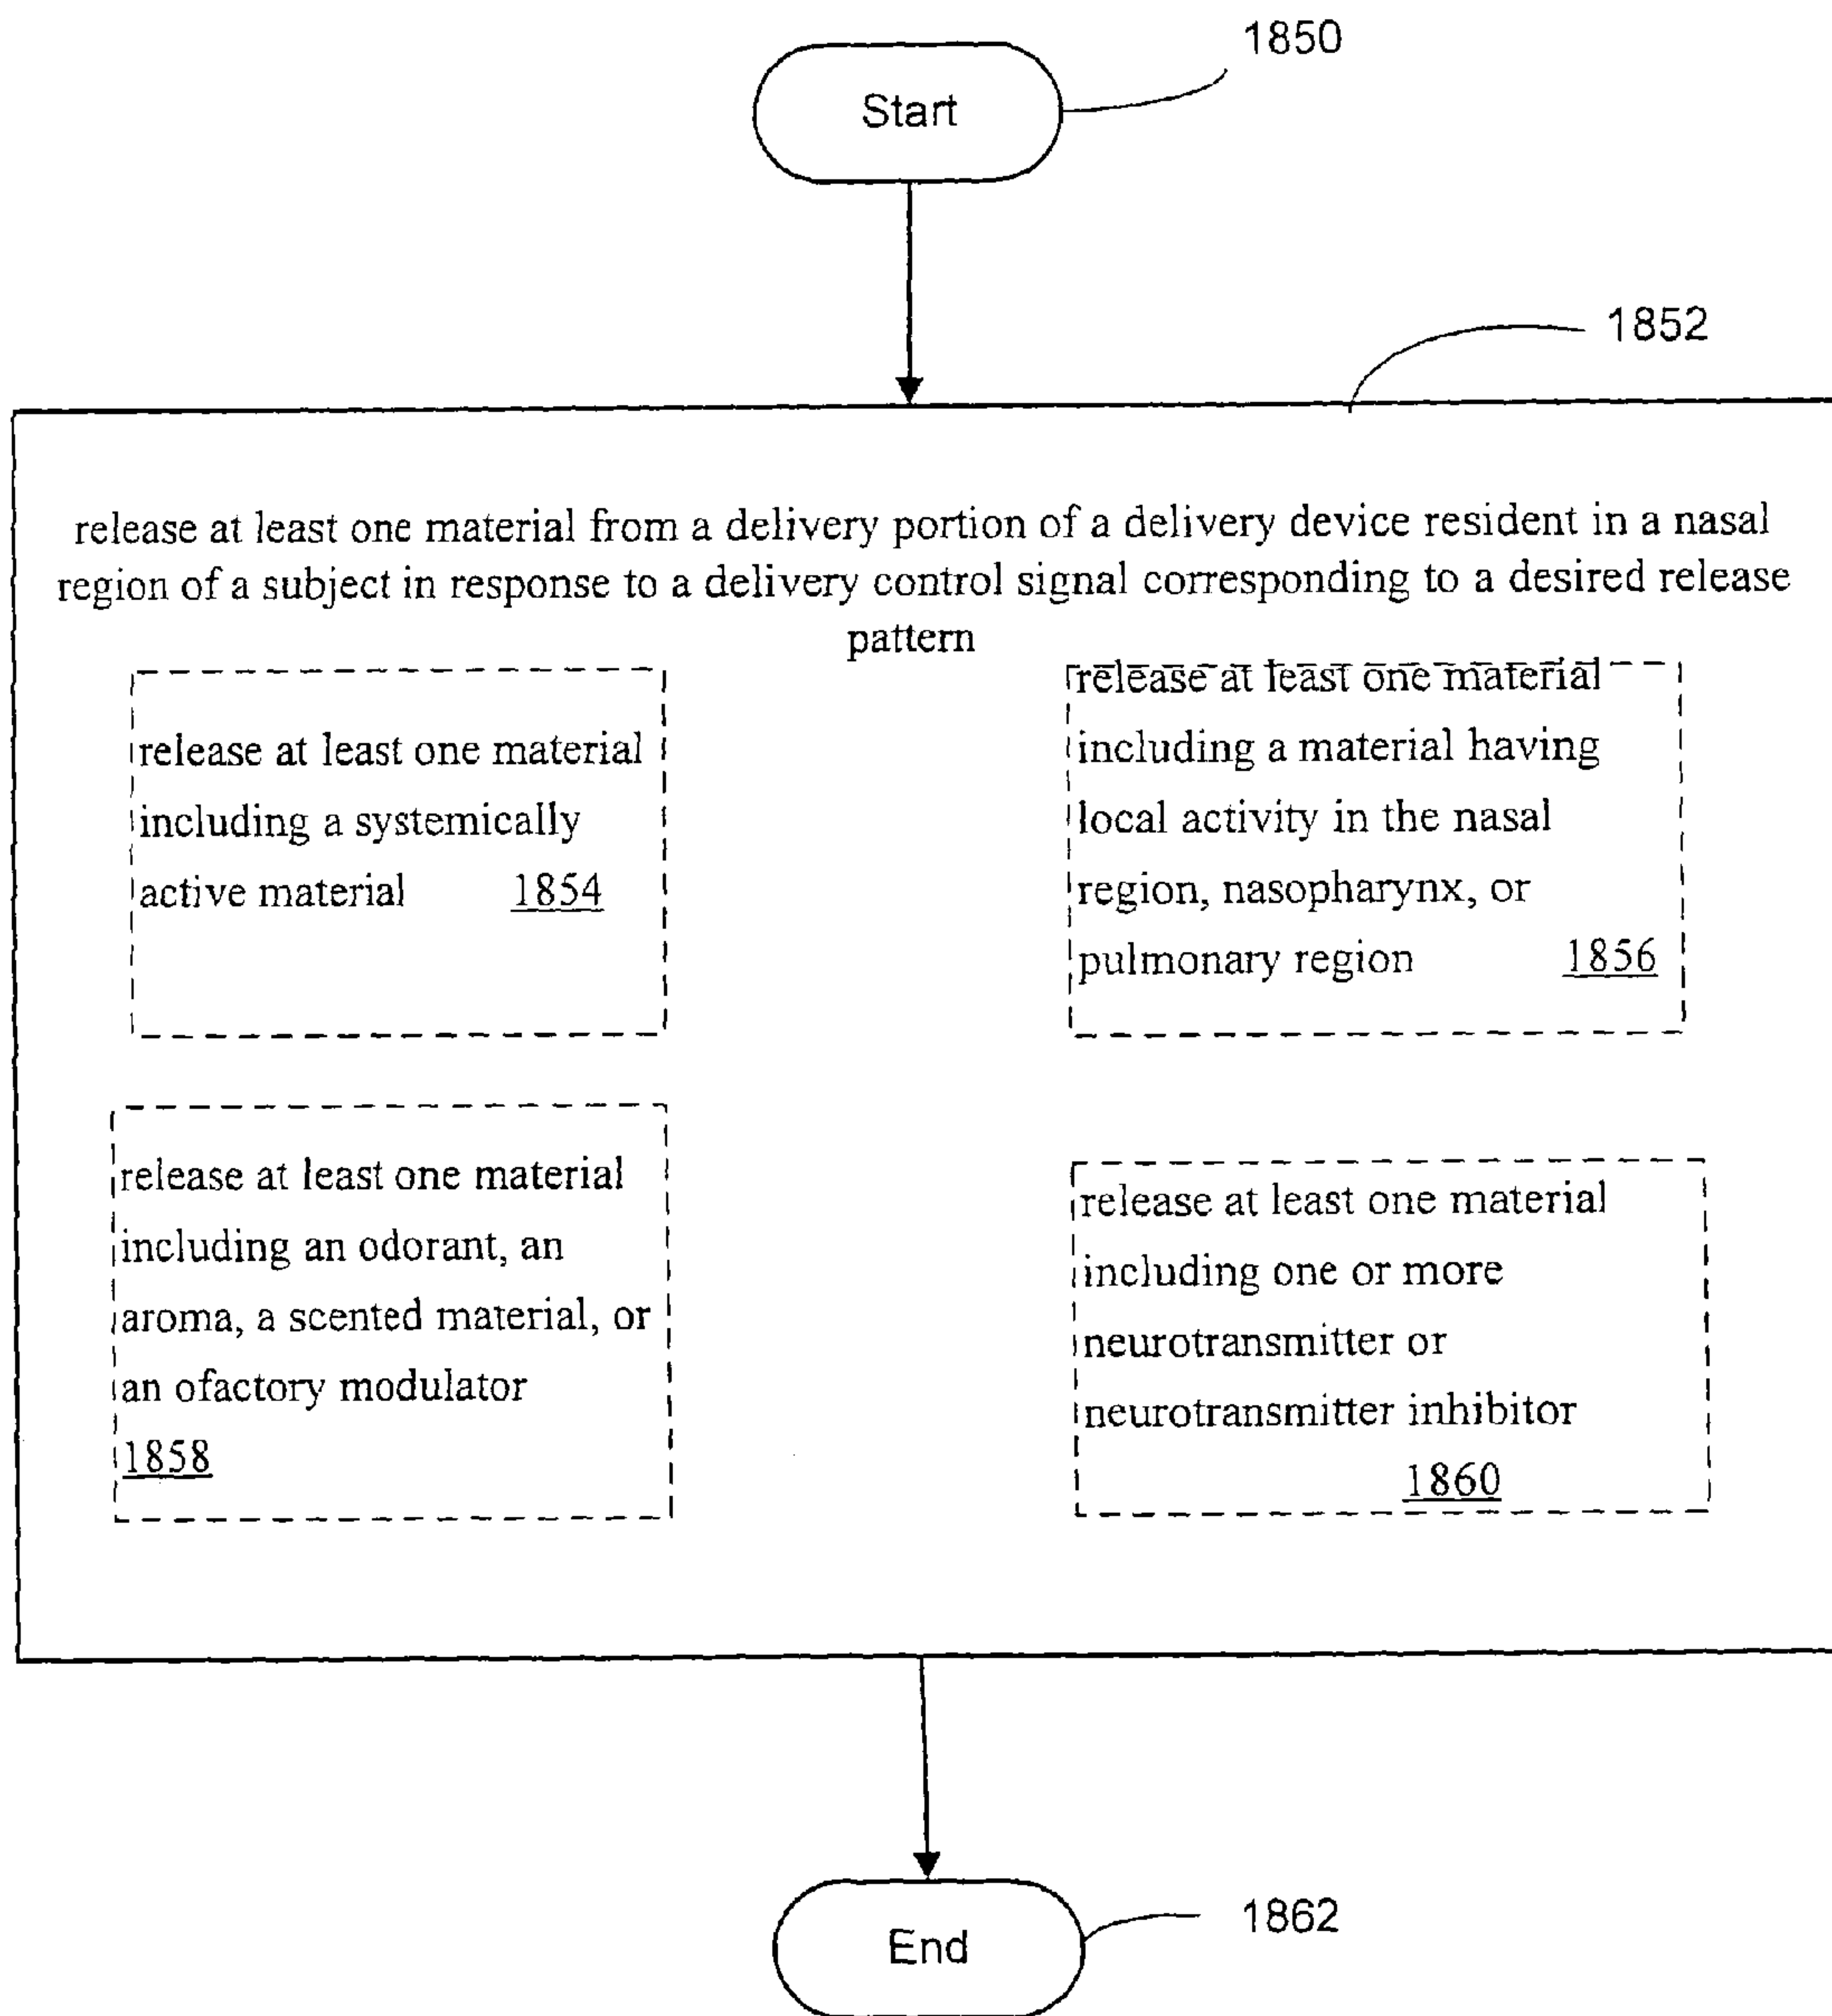 1850
Start
1852
release at least one material from a delivery portion of a delivery device resident in a nasal
region of a subject in response to a delivery control signal corresponding to a desired release
pattern
release at least one material
including a systemically
active material 1854
release at least one material
including a material having
local activity in the nasal
region, nasopharynx, or
pulmonary region 1856
release at least one material
including an odorant, an
aroma, a scented material, or
an ofactory modulator
1858
release at least one material
including one or more
neurotransmitter or
neurotransmitter inhibitor
1860
1862
End